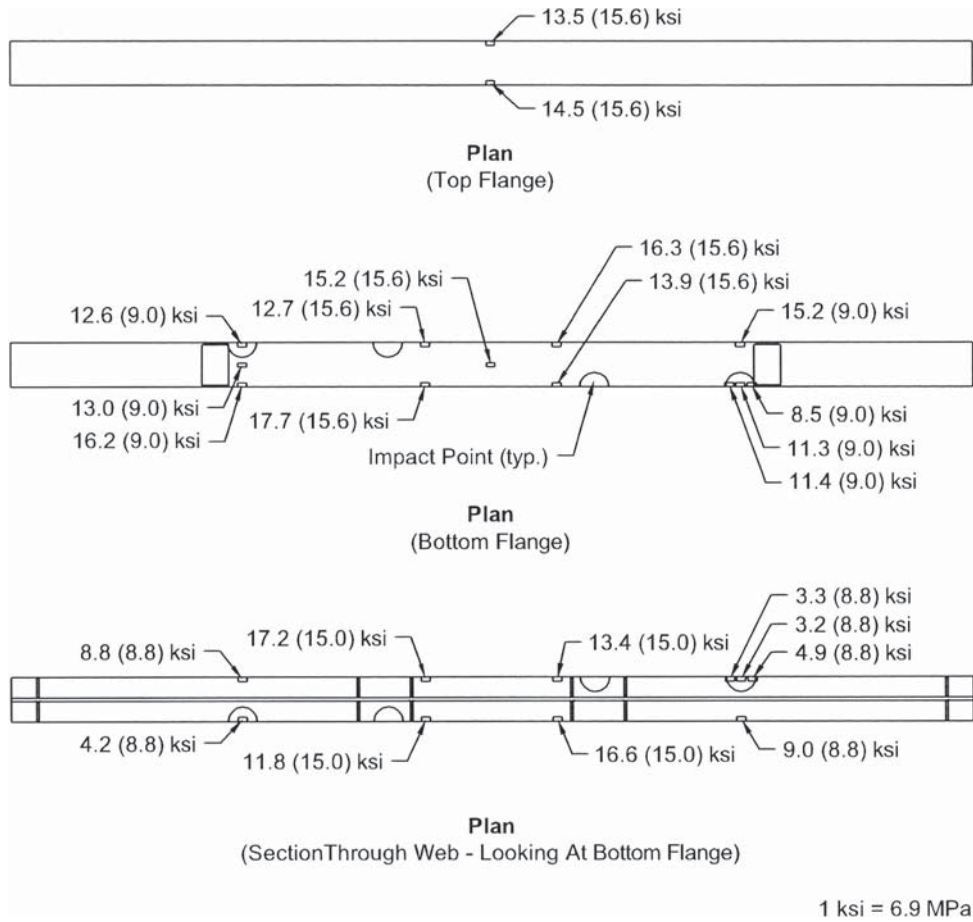 13.5 (15.6) ksi
14.5 (15.6) ksi
Plan
(Top Flange)
16.3 (15.6) ksi
15.2 (15.6) ksi
13.9 (15.6) ksi
12.6 (9.0) ksi
12.7 (15.6) ksi
15.2 (9.0) ksi
13.0 (9.0) ksi
16.2 (9.0) ksi
17.7 (15.6) ksi
8.5 (9.0) ksi
Impact Point (typ.)
11.3 (9.0) ksi
11.4 (9.0) ksi
Plan
(Bottom Flange)
3.3 (8.8) ksi
17.2 (15.0) ksi
13.4 (15.0) ksi
3.2 (8.8) ksi
8.8 (8.8) ksi
4.9 (8.8) ksi
4.2 (8.8) ksi
11.8 (15.0) ksi
16.6 (15.0) ksi
9.0 (8.8) ksi
Plan
(SectionThrough Web - Looking At Bottom Flange)
1 ksi = 6.9 MPa